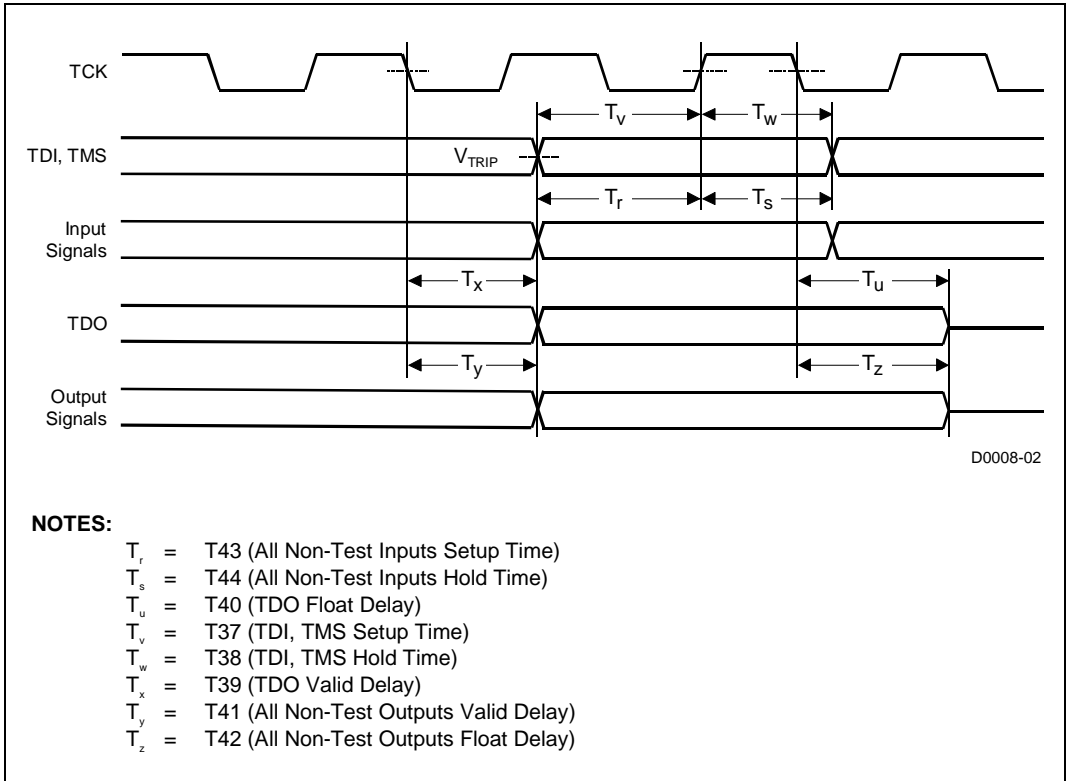 TCK
Tv
Tw
TDI, TMS
VTRIP
Tr
Ts
Input
Signals
Tx
Tu
TDO
Ty
Tz
Output
Signals
D0008-02
NOTES:
Tr = T43 (All Non-Test Inputs Setup Time)
Ts = T44 (All Non-Test Inputs Hold Time)
Tu = T40 (TDO Float Delay)
Tv = T37 (TDI, TMS Setup Time)
Tw = T38 (TDI, TMS Hold Time)
Tx = T39 (TDO Valid Delay)
Ty = T41 (All Non-Test Outputs Valid Delay)
Tz = T42 (All Non-Test Outputs Float Delay)